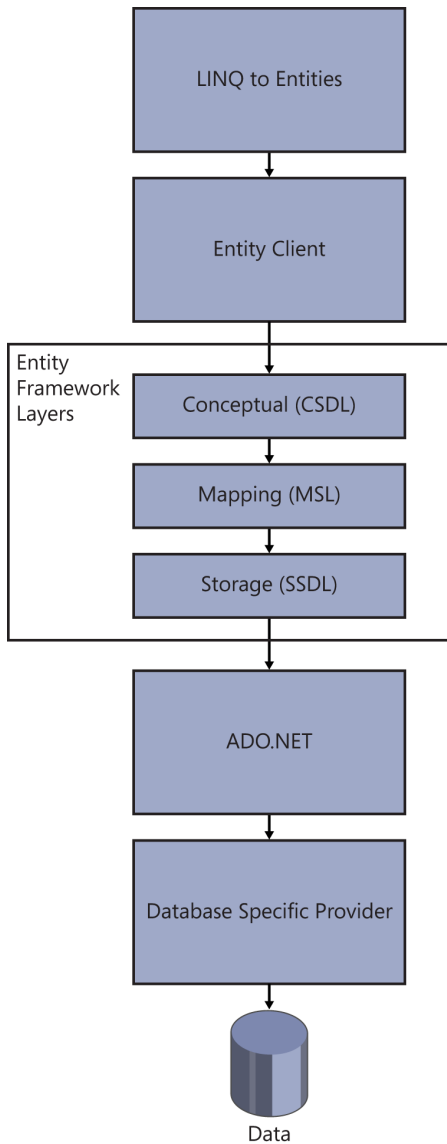 LINQ to Entities
Entity Client
Entity
Framework
Layers
Conceptual (CSDL)
Mapping (MSL)
Storage (SSDL)
ADO.NET
Database Specific Provider
Data